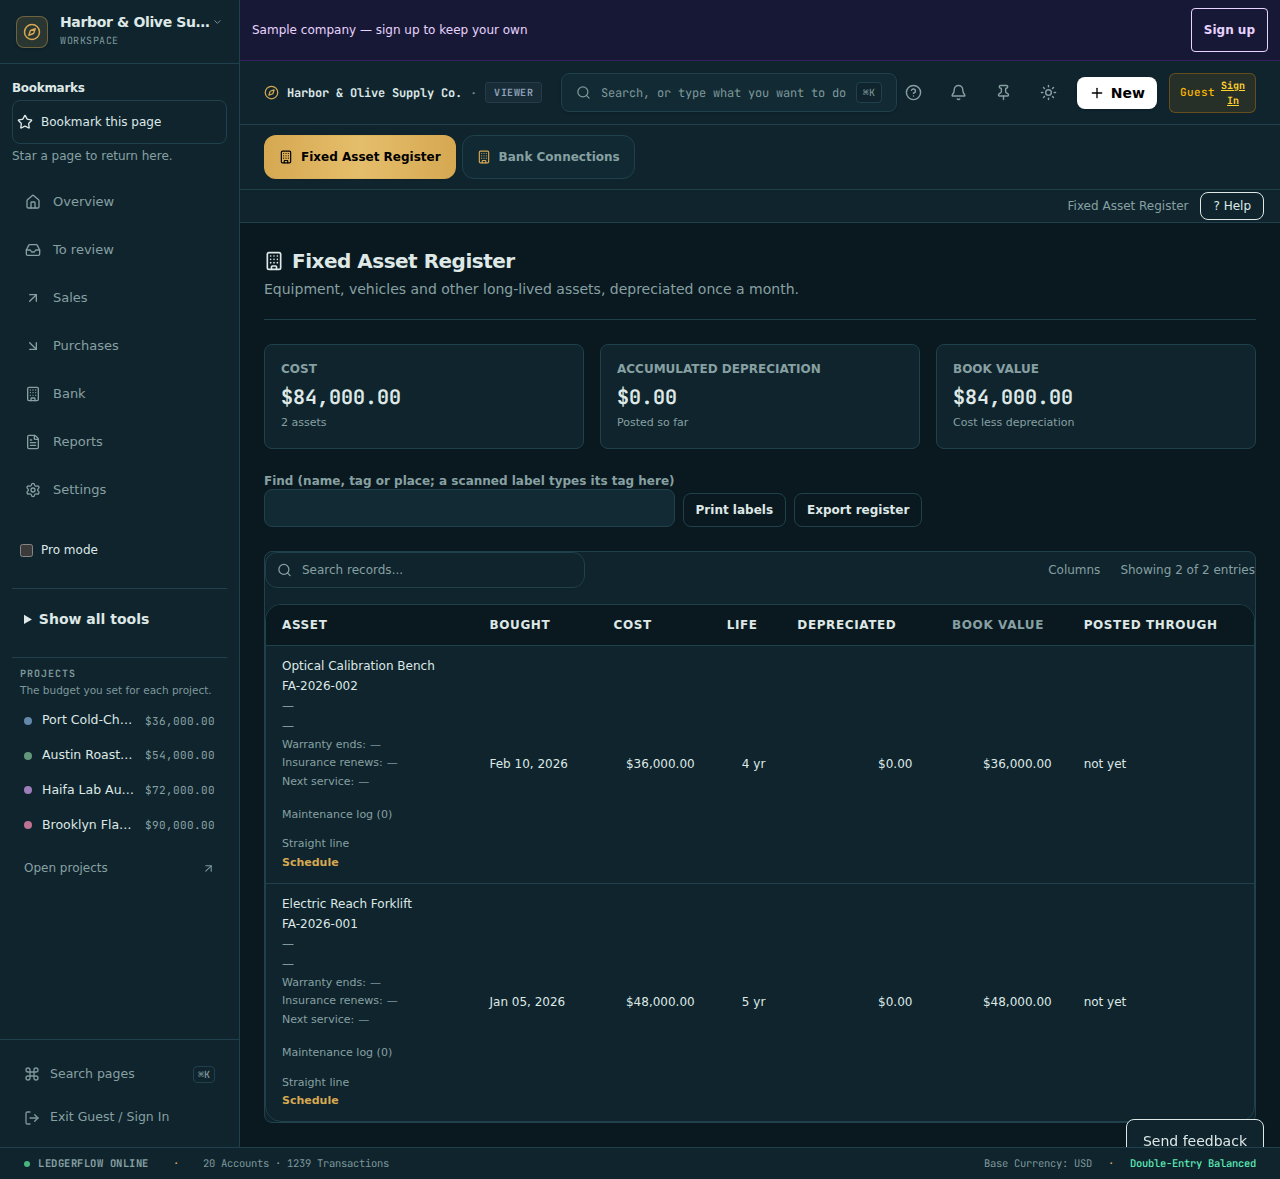 Harbor & Olive Su...
WORKSPACE
Bookmarks
Bookmark this page
Star a page to return here.
Overview
To review
Sales
Purchases
Bank
Reports
Settings
Pro mode
Show all tools
PROJECTS
The budget you set for each project.
Port Cold-Ch... $36,000.00
Austin Roast... $54,000.00
Haifa Lab Au... $72,000.00
Brooklyn Fla... $90,000.00
Open projects
Search pages ⌘K
Exit Guest / Sign In
Sample company — sign up to keep your own
Sign up
Harbor & Olive Supply Co. · VIEWER
Search, or type what you want to do ⌘K
New
Guest Sign In
Fixed Asset Register
Bank Connections
Fixed Asset Register
? Help
Fixed Asset Register
Equipment, vehicles and other long-lived assets, depreciated once a month.
COST
$84,000.00
2 assets
ACCUMULATED DEPRECIATION
$0.00
Posted so far
BOOK VALUE
$84,000.00
Cost less depreciation
Find (name, tag or place; a scanned label types its tag here)
Print labels
Export register
Search records...
Columns
Showing 2 of 2 entries
ASSET BOUGHT COST LIFE DEPRECIATED BOOK VALUE POSTED THROUGH
Optical Calibration Bench
FA-2026-002
—
—
Warranty ends: —
Insurance renews: —
Next service: —
Maintenance log (0)
Straight line
Schedule
Feb 10, 2026 $36,000.00 4 yr $0.00 $36,000.00 not yet
Electric Reach Forklift
FA-2026-001
—
—
Warranty ends: —
Insurance renews: —
Next service: —
Maintenance log (0)
Straight line
Schedule
Jan 05, 2026 $48,000.00 5 yr $0.00 $48,000.00 not yet
Send feedback
LEDGERFLOW ONLINE · 20 Accounts · 1239 Transactions
Base Currency: USD · Double-Entry Balanced